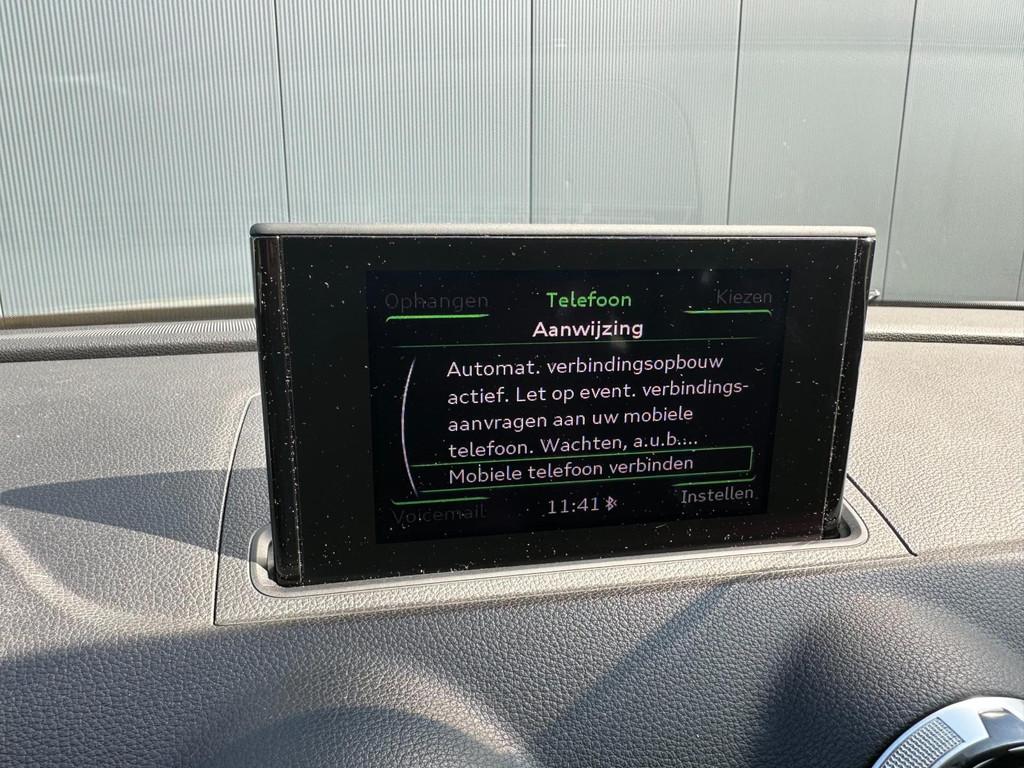 Ophangen Telefoon Kiezen
Aanwijzing
Automat. verbindingsopbouw
actief. Let op event. verbindings-
aanvragen aan uw mobiele
telefoon. Wachten, a.u.b....
Mobiele telefoon verbinden
Voicemail 11:41 Instellen